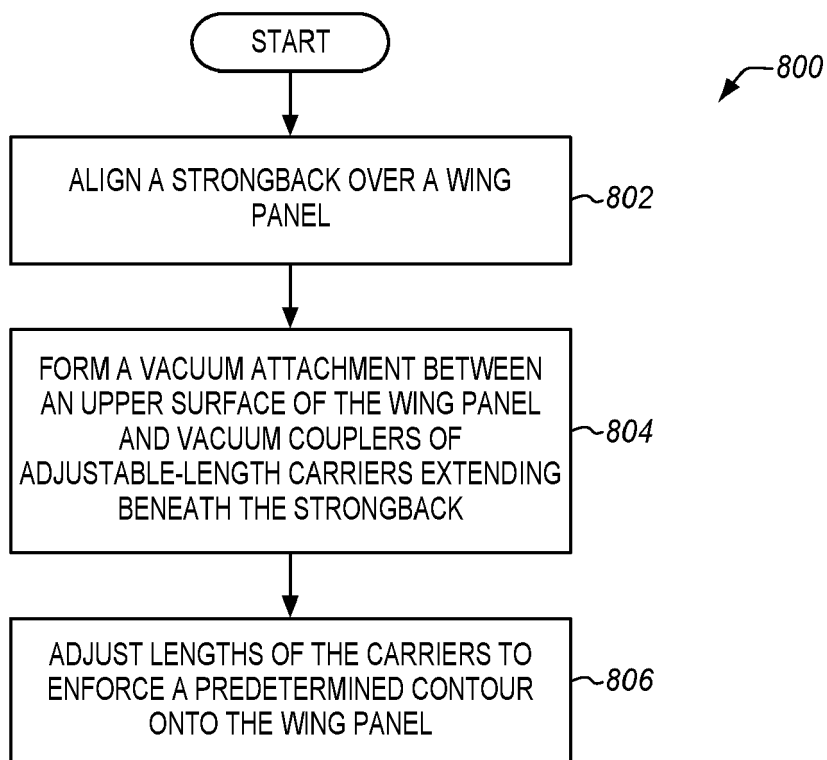 START
800
ALIGN A STRONGBACK OVER A WING
PANEL
802
FORM A VACUUM ATTACHMENT BETWEEN
AN UPPER SURFACE OF THE WING PANEL
AND VACUUM COUPLERS OF
ADJUSTABLE-LENGTH CARRIERS EXTENDING
BENEATH THE STRONGBACK
804
ADJUST LENGTHS OF THE CARRIERS TO
ENFORCE A PREDETERMINED CONTOUR
ONTO THE WING PANEL
806